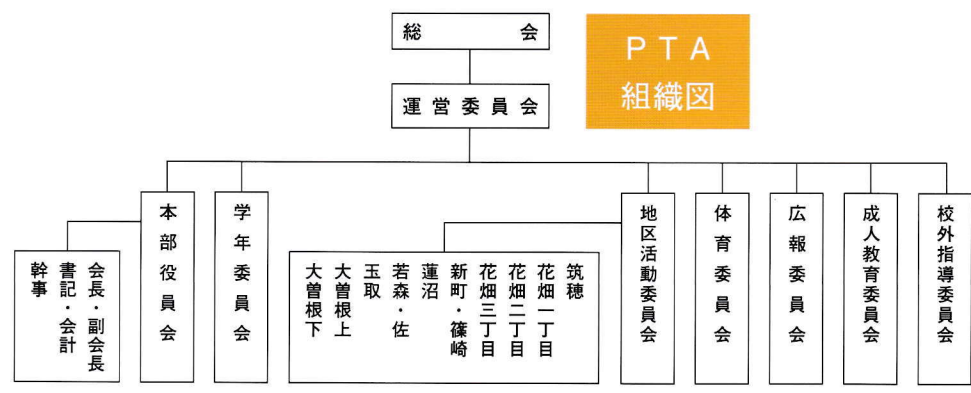 総会
PTA
組織図
運営委員会
本部役員会
会長・副会長
書記・会計
幹事
学年委員会
地区活動委員会
筑穂
花畑一丁目
花畑二丁目
花畑三丁目
新町・篠崎
蓮沼
若森・佐
玉取
大曽根上
大曽根下
体育委員会
広報委員会
成人教育委員会
校外指導委員会